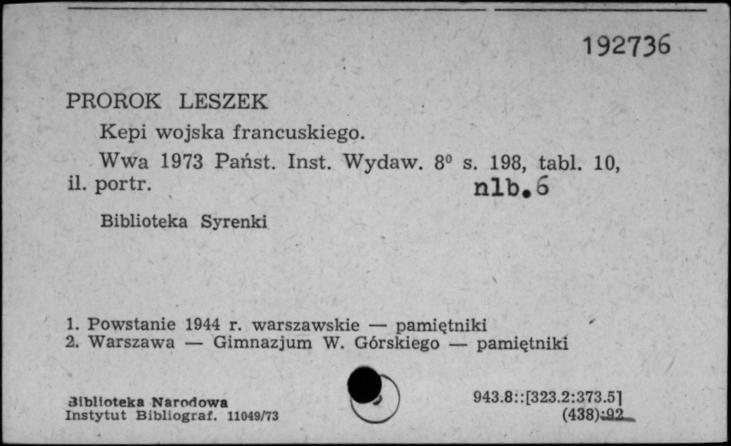 192736
PROROK LESZEK
Kepi wojska francuskiego.
Wwa 1973 Państ. Inst. Wydaw. 8⁰ s. 198, tabl. 10,
il. portr. nlb. 6
Biblioteka Syrenki
1. Powstanie 1944 r. warszawskie — pamiętniki
2. Warszawa — Gimnazjum W. Górskiego — pamiętniki
Biblioteka Narodowa
Instytut Bibliograf. 11049/73
943.8::[323.2:373.5]
(438):92